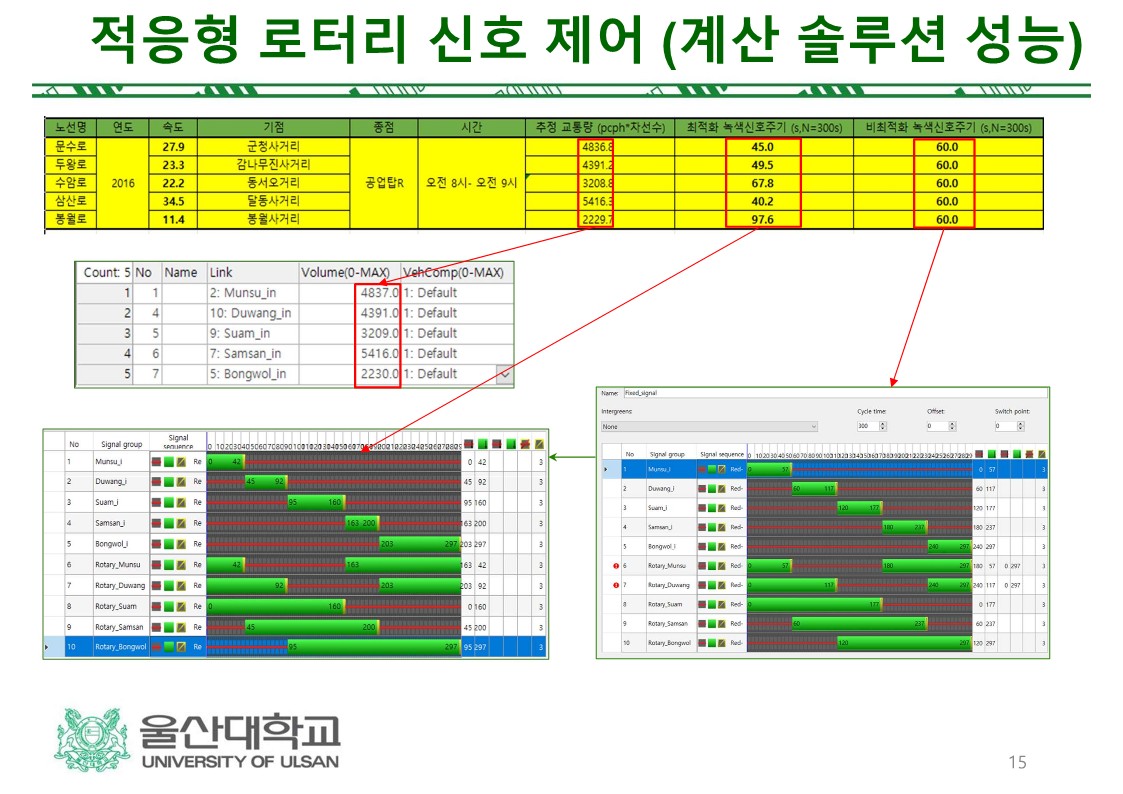 적응형 로터리 신호 제어 (계산 솔루션 성능)
노선명 연도 속도 기점 종점 시간 추정 교통량 (pcph*차선수) 최적화 녹색신호주기 (s,N=300s) 비최적화 녹색신호주기 (s,N=300s)
문수로 27.9 군청사거리 4836.8 45.0 60.0
두왕로 23.3 감나무진사거리 4391.2 49.5 60.0
수암로 2016 22.2 동서오거리 공업탑R 오전 8시- 오전 9시 3208.8 67.8 60.0
삼산로 34.5 달동사거리 5416.3 40.2 60.0
봉월로 11.4 봉월사거리 2229.7 97.6 60.0
Count: 5 No Name Link Volume(0-MAX) VehComp(0-MAX)
1 1 2: Munsu_in 4837.0 1: Default
2 4 10: Duwang_in 4391.0 1: Default
3 5 9: Suam_in 3209.0 1: Default
4 6 7: Samsan_in 5416.0 1: Default
5 7 5: Bongwol_in 2230.0 1: Default
No Signal group Signal sequence
1 Munsu_i Re 0 42 0 42 3
2 Duwang_i Re 45 92 45 92 3
3 Suam_i Re 95 160 95 160 3
4 Samsan_i Re 163 200 163 200 3
5 Bongwol_i Re 203 297 203 297 3
6 Rotary_Munsu Re 42 163 163 42 3
7 Rotary_Duwang Re 92 203 203 92 3
8 Rotary_Suam Re 0 160 0 160 3
9 Rotary_Samsan Re 45 200 45 200 3
10 Rotary_Bongwol Re 95 297 95 297 3
Name: Fixed_signal
Intergreens: Cycle time: Offset: Switch point:
None 300 0 0
No Signal group Signal sequence
1 Munsu_i Red- 0 57 0 57 3
2 Duwang_i Red- 60 117 60 117 3
3 Suam_i Red- 120 177 120 177 3
4 Samsan_i Red- 180 237 180 237 3
5 Bongwol_i Red- 240 297 240 297 3
6 Rotary_Munsu Red- 0 57 180 297 180 57 0 297 3
7 Rotary_Duwang Red- 0 117 240 297 240 117 0 297 3
8 Rotary_Suam Red- 0 177 0 177 3
9 Rotary_Samsan Red- 60 237 60 237 3
10 Rotary_Bongwol Red- 120 297 120 297 3
울산대학교
UNIVERSITY OF ULSAN
15